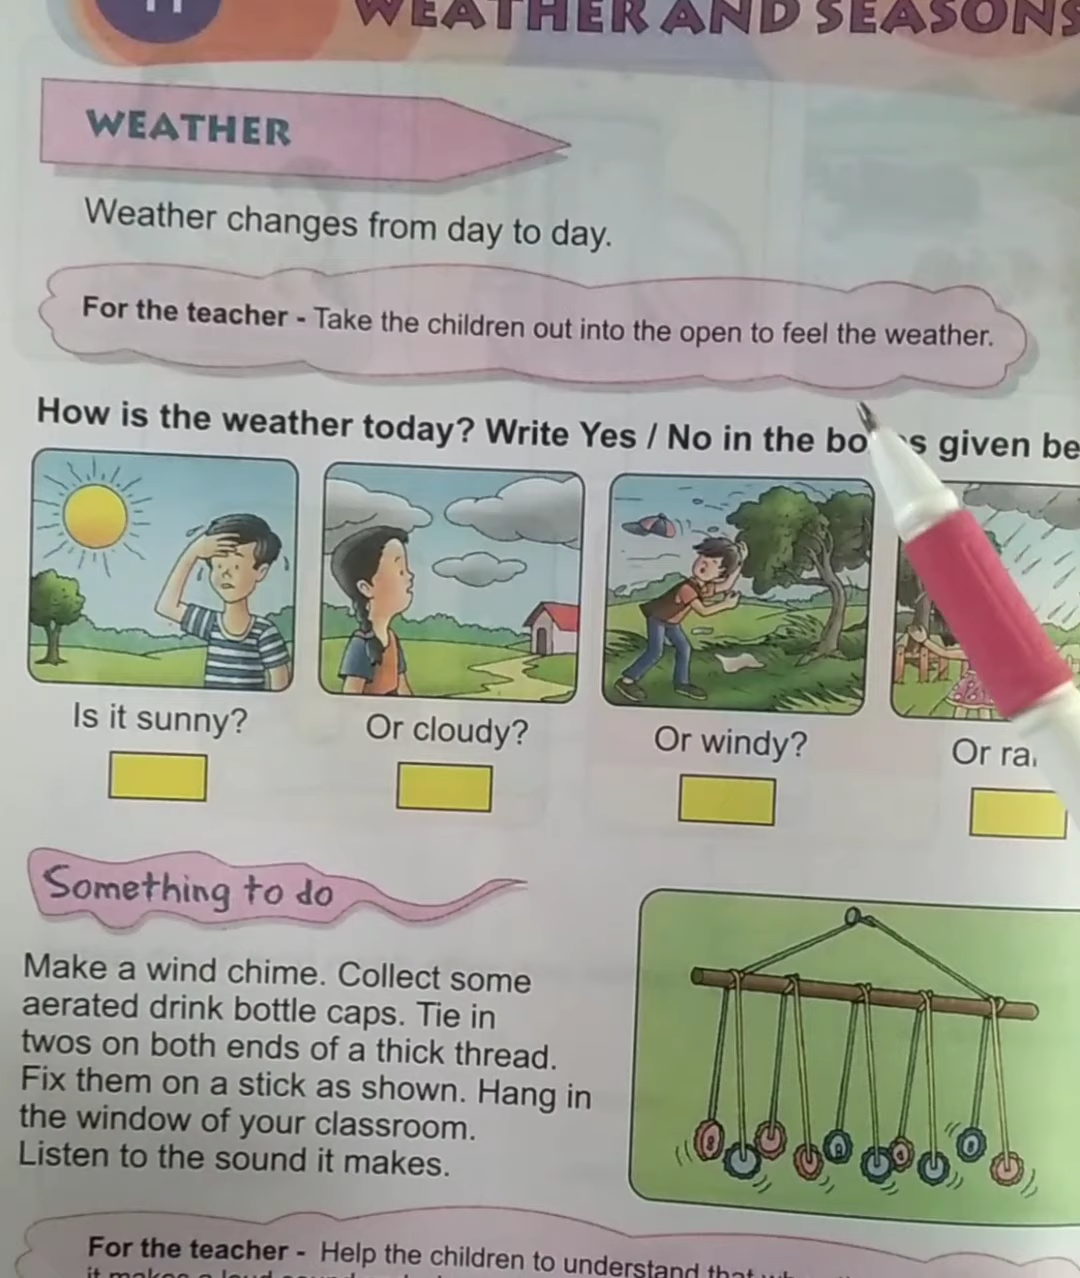 11
WEATHER AND SEASONS
WEATHER
Weather changes from day to day.
For the teacher - Take the children out into the open to feel the weather.
How is the weather today? Write Yes / No in the given
Is it sunny?
Or cloudy?
Or windy?
Or
Something to do
Make a wind chime. Collect some
aerated drink bottle caps. Tie in
twos on both ends of a thick thread.
Fix them on a stick as shown. Hang in
the window of your classroom.
Listen to the sound it makes.
For the teacher - Help the children to understand that
it makes a loud